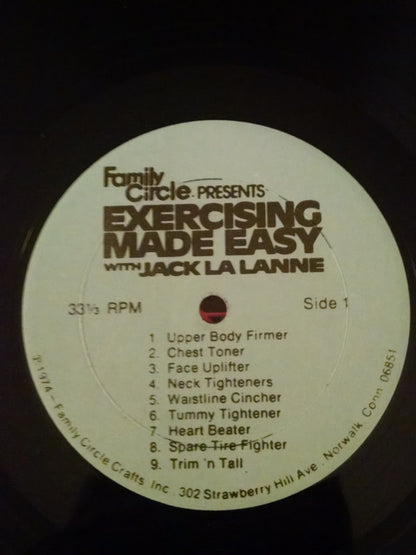 Family
Circle PRESENTS
EXERCISING
MADE EASY
WITH JACK LA LANNE
33⅓ RPM
Side 1
1. Upper Body Firmer
2. Chest Toner
3. Face Uplifter
4. Neck Tighteners
5. Waistline Cincher
6. Tummy Tightener
7. Heart Beater
8. Spare Tire Fighter
9. Trim 'n Tall
℗ 1974 – Family Circle Crafts, Inc., 302 Strawberry Hill Ave., Norwalk, Conn. 06851